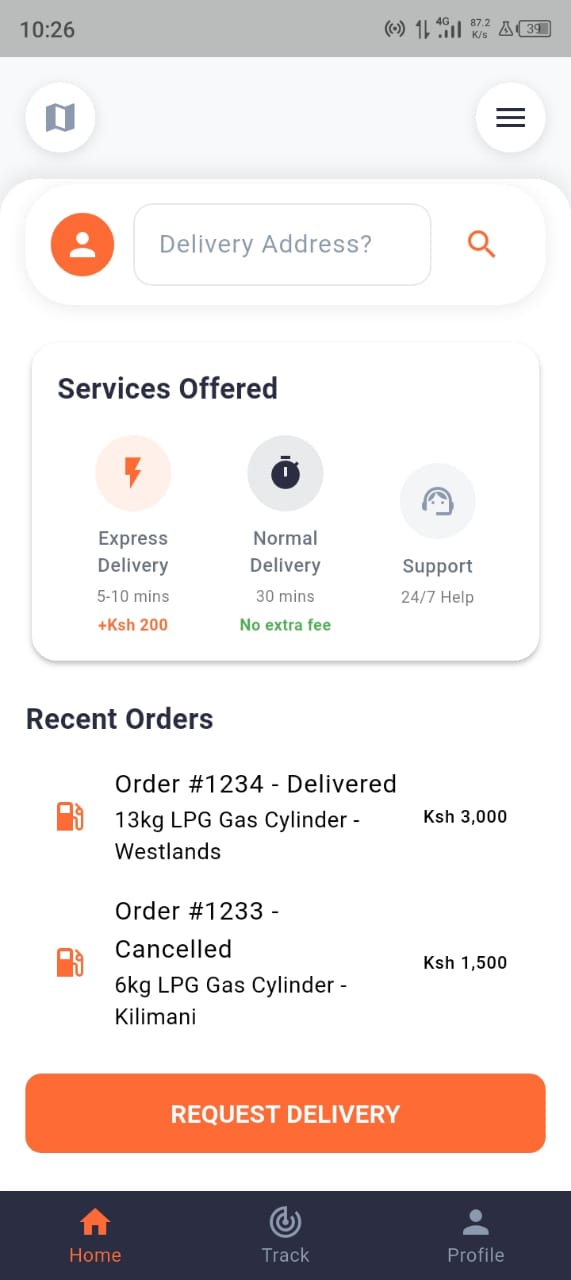 10:26
4G
87.2
K/s
39
Delivery Address?
Services Offered
Express
Delivery
5-10 mins
+Ksh 200
Normal
Delivery
30 mins
No extra fee
Support
24/7 Help
Recent Orders
Order #1234 - Delivered
13kg LPG Gas Cylinder -
Westlands
Ksh 3,000
Order #1233 -
Cancelled
6kg LPG Gas Cylinder -
Kilimani
Ksh 1,500
REQUEST DELIVERY
Home
Track
Profile